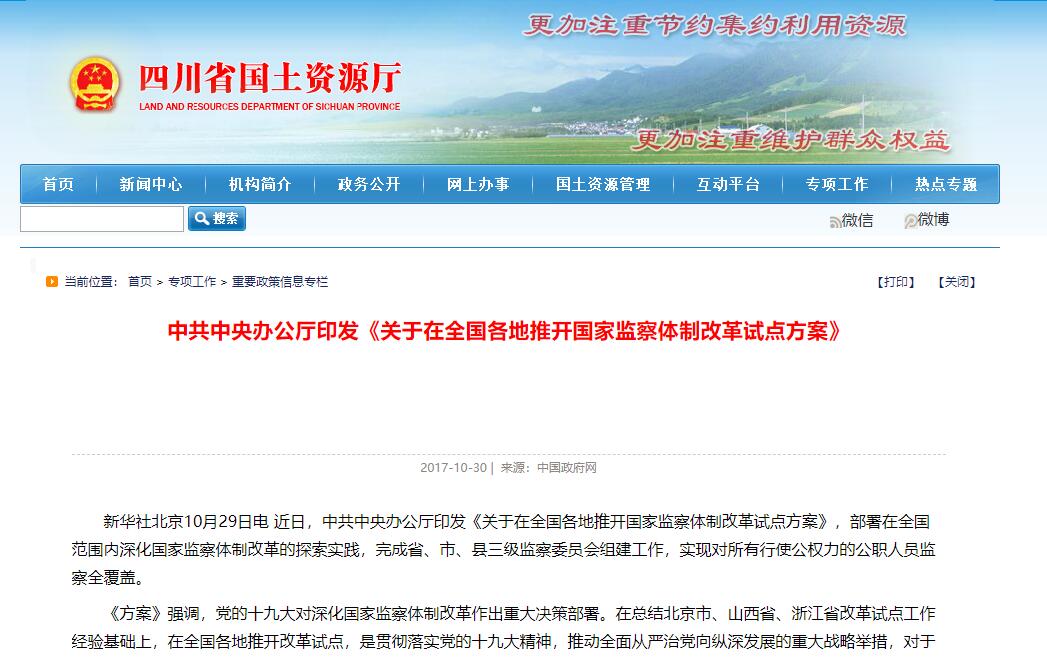 更加注重节约集约利用资源
四川省国土资源厅
LAND AND RESOURCES DEPARTMENT OF SICHUAN PROVINCE
更加注重维护群众权益
首页 新闻中心 机构简介 政务公开 网上办事 国土资源管理 互动平台 专项工作 热点专题
搜索 微信 微博
当前位置： 首页 > 专项工作 > 重要政策信息专栏 【打印】 【关闭】
中共中央办公厅印发《关于在全国各地推开国家监察体制改革试点方案》
2017-10-30 | 来源：中国政府网
新华社北京10月29日电 近日，中共中央办公厅印发《关于在全国各地推开国家监察体制改革试点方案》，部署在全国
范围内深化国家监察体制改革的探索实践，完成省、市、县三级监察委员会组建工作，实现对所有行使公权力的公职人员监
察全覆盖。
《方案》强调，党的十九大对深化国家监察体制改革作出重大决策部署。在总结北京市、山西省、浙江省改革试点工作
经验基础上，在全国各地推开改革试点，是贯彻落实党的十九大精神，推动全面从严治党向纵深发展的重大战略举措，对于